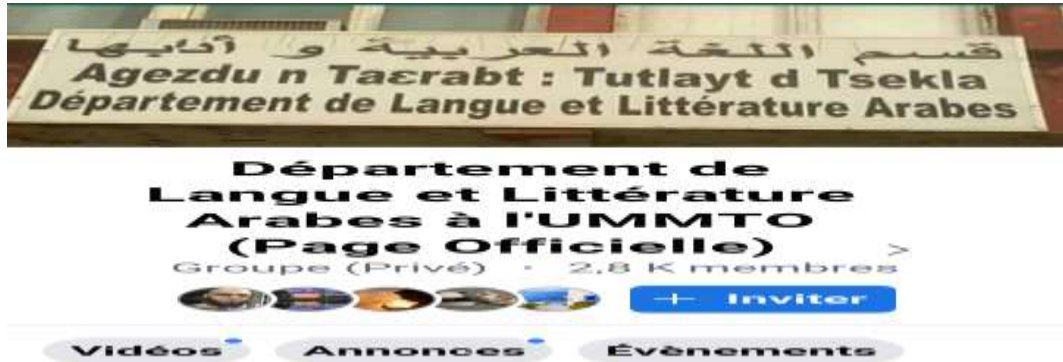 قسم اللغة العربية و آدابها
Agezdu n Taɛrabt : Tutlayt d Tsekla
Département de Langue et Littérature Arabes
Département de
Langue et Littérature
Arabes à l'UMMTO
(Page Officielle) >
Groupe (Privé) · 2,8 K membres
+ Inviter
Vidéos Annonces Évènements